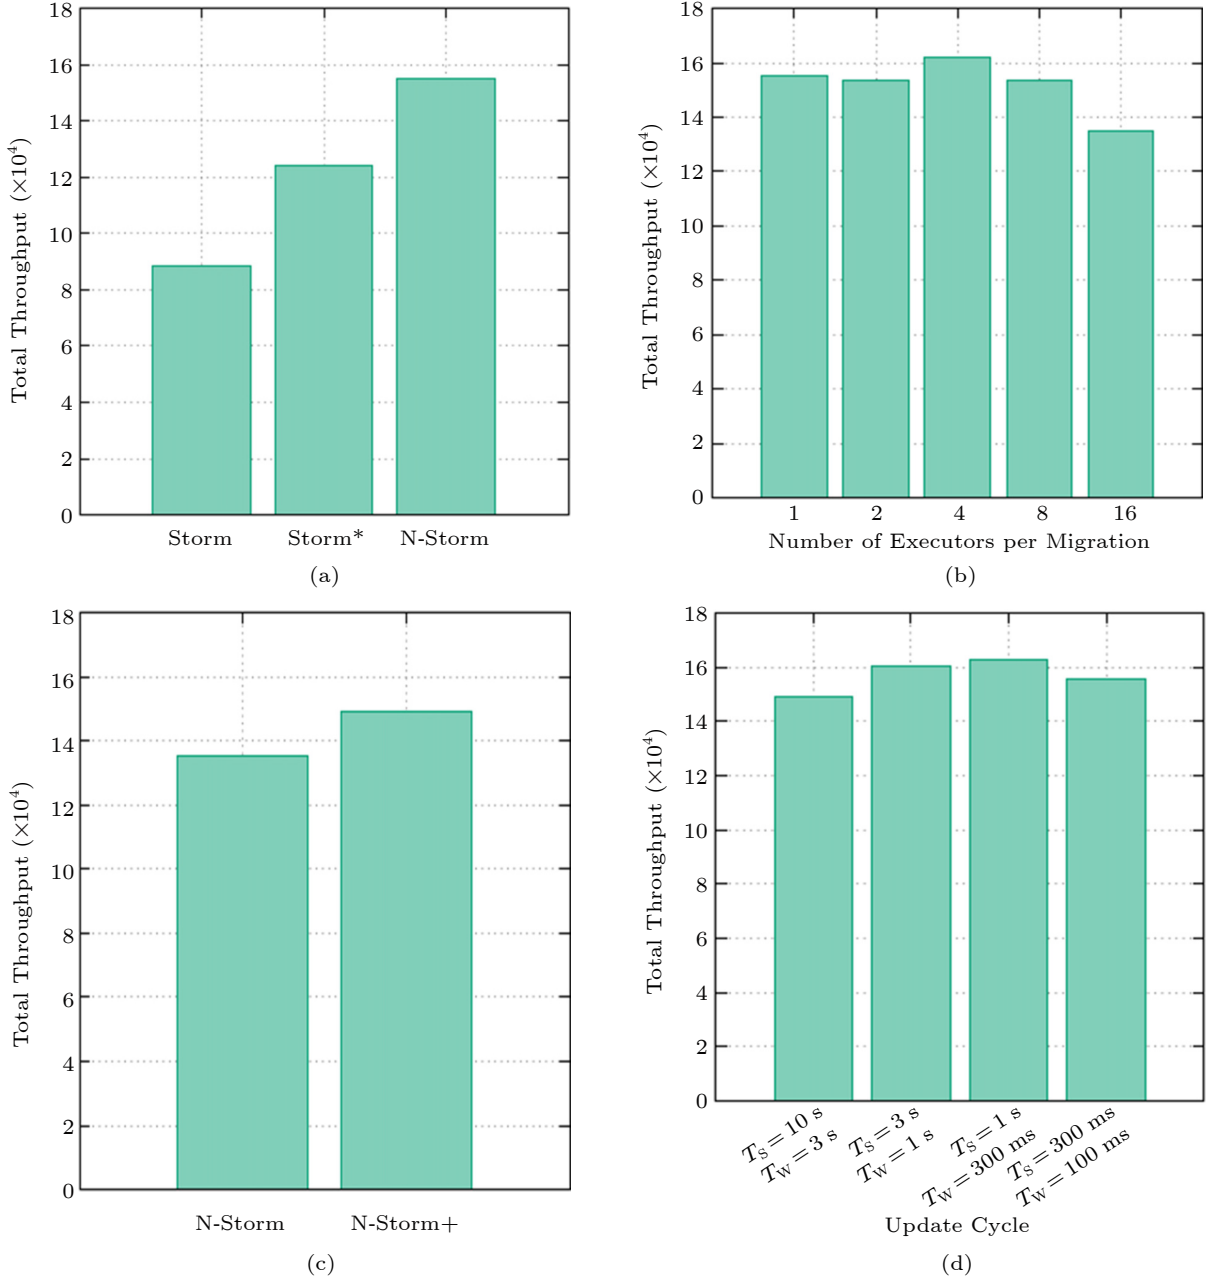 18
16
14
12
10
8
6
4
2
0
Total Throughput (×10⁴)
Storm Storm* N-Storm
(a)
18
16
14
12
10
8
6
4
2
0
Total Throughput (×10⁴)
1 2 4 8 16
Number of Executors per Migration
(b)
18
16
14
12
10
8
6
4
2
0
Total Throughput (×10⁴)
N-Storm N-Storm+
(c)
18
16
14
12
10
8
6
4
2
0
Total Throughput (×10⁴)
T_S = 10 s
T_W = 3 s
T_S = 3 s
T_W = 1 s
T_S = 1 s
T_W = 300 ms
T_S = 300 ms
T_W = 100 ms
Update Cycle
(d)